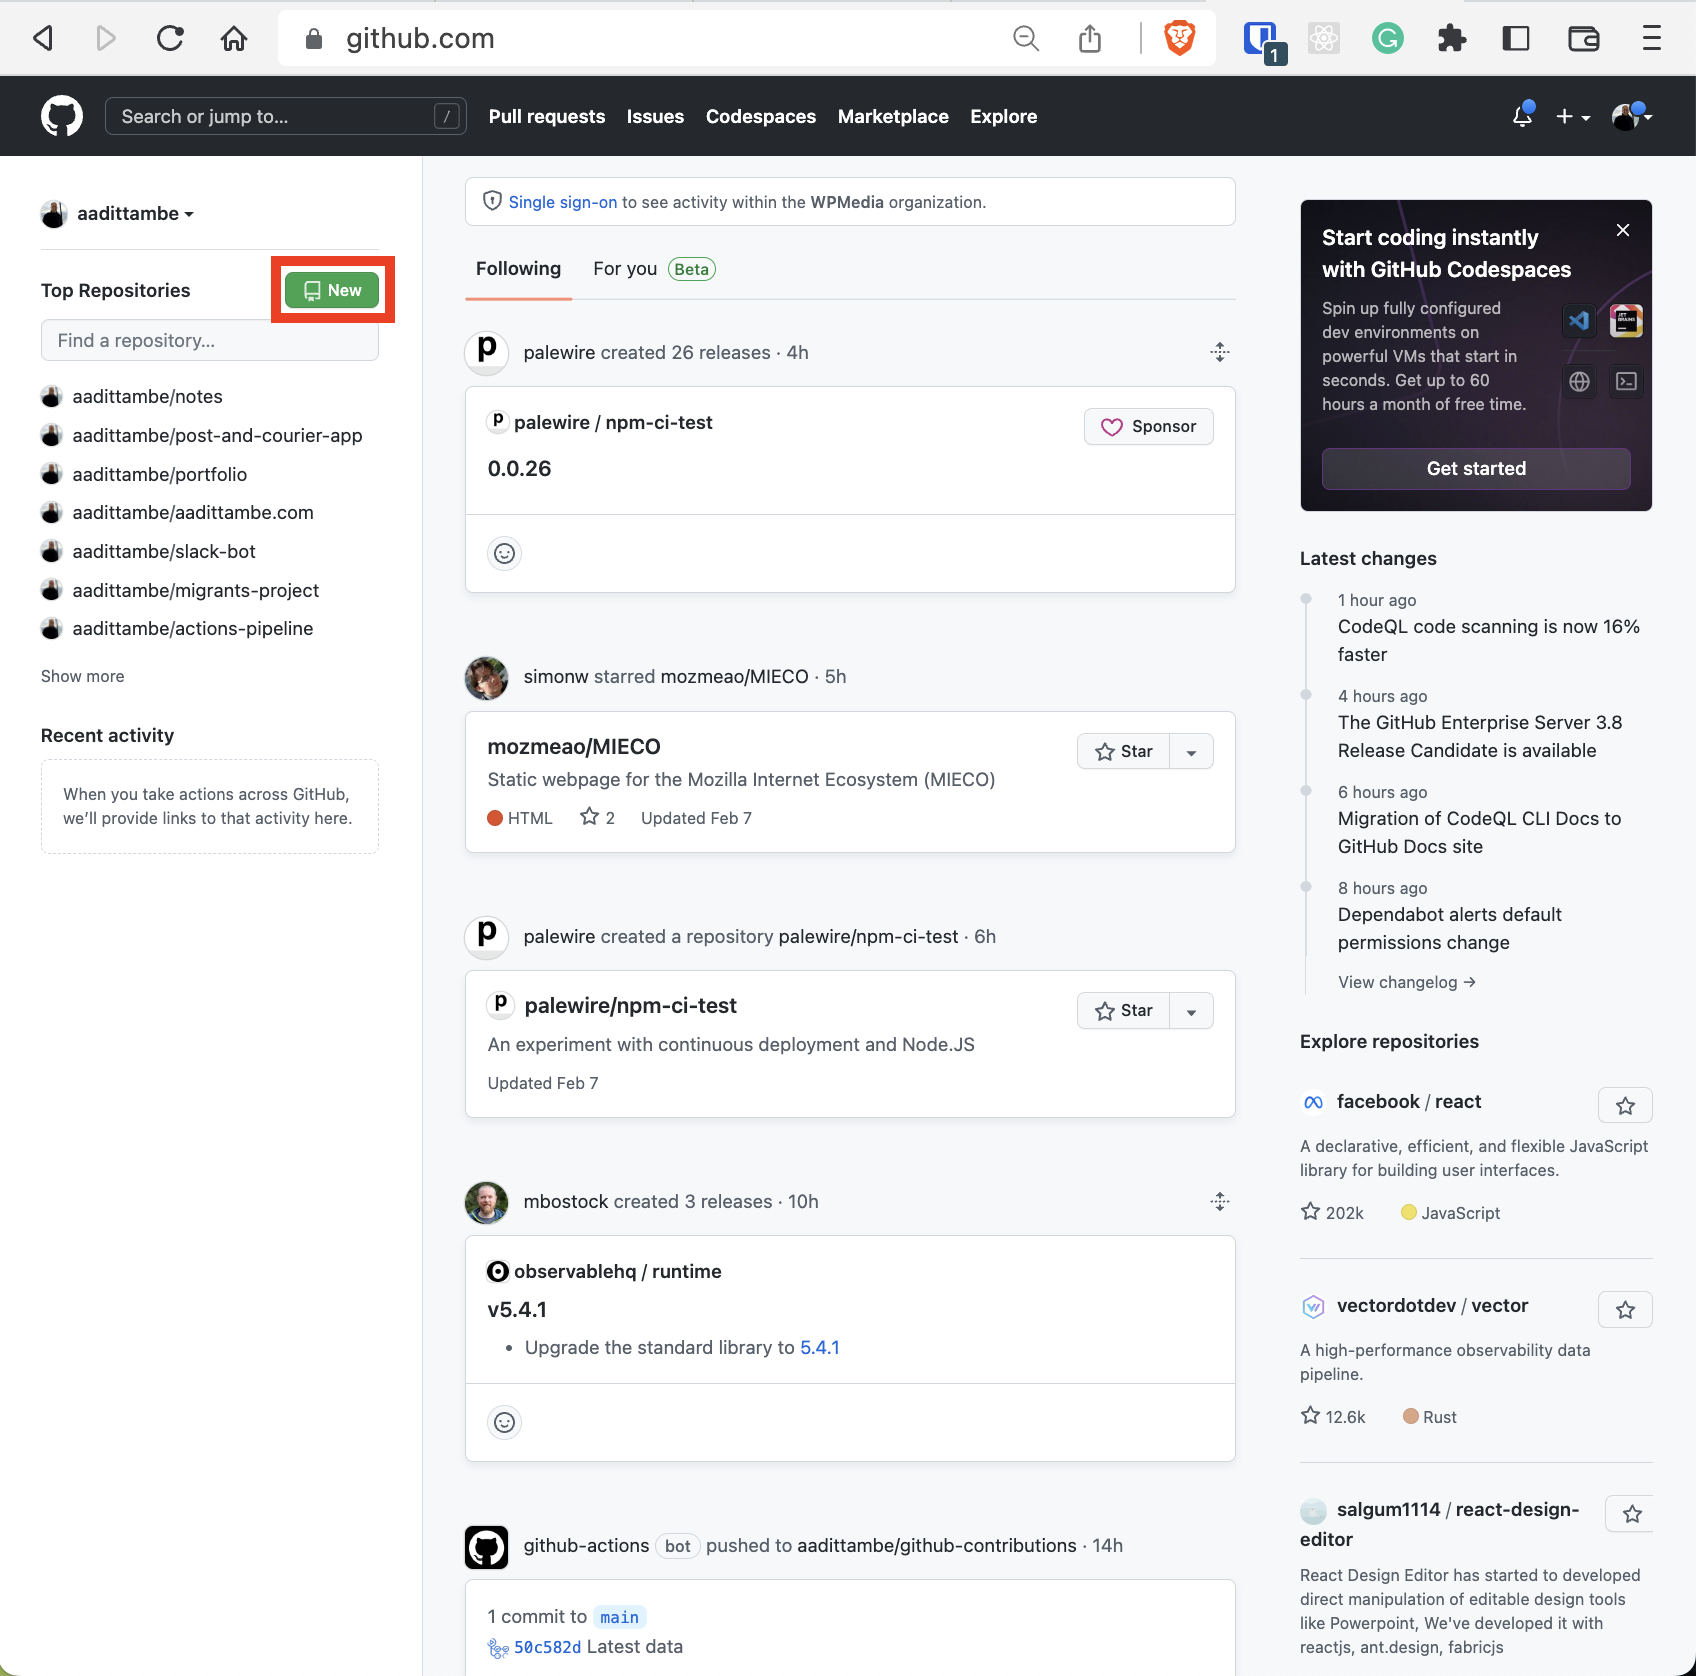 github.com
1
Search or jump to...
/
Pull requests
Issues
Codespaces
Marketplace
Explore
aadittambe
Top Repositories
New
Find a repository...
aadittambe/notes
aadittambe/post-and-courier-app
aadittambe/portfolio
aadittambe/aadittambe.com
aadittambe/slack-bot
aadittambe/migrants-project
aadittambe/actions-pipeline
Show more
Recent activity
When you take actions across GitHub,
we’ll provide links to that activity here.
Single sign-on to see activity within the WPMedia organization.
Following
For you Beta
p
palewire created 26 releases · 4h
p palewire / npm-ci-test
Sponsor
0.0.26
simonw starred mozmeao/MIECO · 5h
mozmeao/MIECO
Star
Static webpage for the Mozilla Internet Ecosystem (MIECO)
HTML 2 Updated Feb 7
p
palewire created a repository palewire/npm-ci-test · 6h
p palewire/npm-ci-test
Star
An experiment with continuous deployment and Node.JS
Updated Feb 7
mbostock created 3 releases · 10h
observablehq / runtime
v5.4.1
• Upgrade the standard library to 5.4.1
github-actions bot pushed to aadittambe/github-contributions · 14h
1 commit to main
50c582d Latest data
Start coding instantly
with GitHub Codespaces
Spin up fully configured
dev environments on
powerful VMs that start in
seconds. Get up to 60
hours a month of free time.
JET
BRAINS
Get started
Latest changes
1 hour ago
CodeQL code scanning is now 16%
faster
4 hours ago
The GitHub Enterprise Server 3.8
Release Candidate is available
6 hours ago
Migration of CodeQL CLI Docs to
GitHub Docs site
8 hours ago
Dependabot alerts default
permissions change
View changelog →
Explore repositories
facebook / react
A declarative, efficient, and flexible JavaScript
library for building user interfaces.
202k JavaScript
vectordotdev / vector
A high-performance observability data
pipeline.
12.6k Rust
salgum1114 / react-design-
editor
React Design Editor has started to developed
direct manipulation of editable design tools
like Powerpoint, We've developed it with
reactjs, ant.design, fabricjs